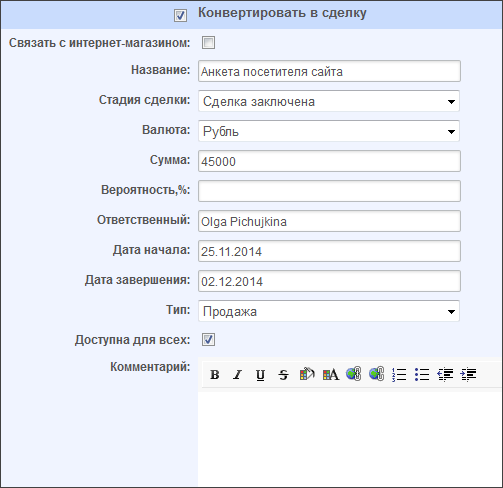 Конвертировать в сделку
Связать с интернет-магазином:
Название: Анкета посетителя сайта
Стадия сделки: Сделка заключена
Валюта: Рубль
Сумма: 45000
Вероятность,%:
Ответственный: Olga Pichujkina
Дата начала: 25.11.2014
Дата завершения: 02.12.2014
Тип: Продажа
Доступна для всех:
Комментарий:
B I U S A